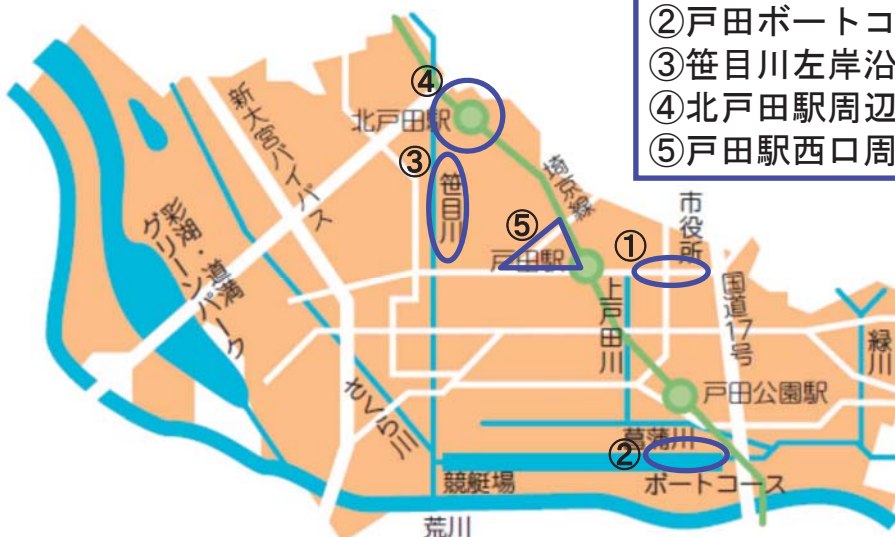 ②戸田ボートコ
③笹目川左岸沿
④北戸田駅周辺
⑤戸田駅西口周
④
北戸田駅
新大宮バイパス
③
笹目川
埼京線
彩湖・道満
グリーンパーク
⑤
戸田駅
①
市役所
上戸田川
国道17号
緑川
さくら川
戸田公園駅
菖蒲川
②
競艇場
ボートコース
荒川